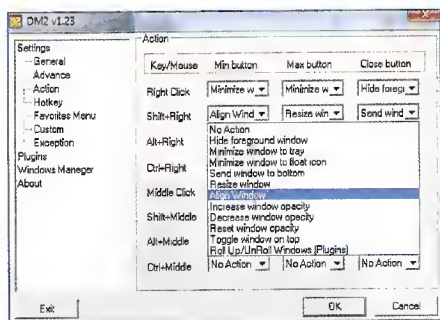 DM2 v1.23
Settings
General
Advance
Action
Hotkey
Favorites Menu
Custom
Exception
Plugins
Windows Manager
About
Exit
Action
Key/Mouse Min button Max button Close button
Right Click Minimize w Minimize w Hide foregr
Shift+Right Align Wind Resize win Send wind
Alt+Right
Ctrl+Right
Middle Click
Shift+Middle
Alt+Middle
Ctrl+Middle No Action No Action No Action
No Action
Hide foreground window
Minimize window to tray
Minimize window to float icon
Send window to bottom
Resize window
Align Window
Increase window opacity
Decrease window opacity
Reset window opacity
Toggle window on top
Roll Up/UnRoll Windows (Plugins)
OK Cancel